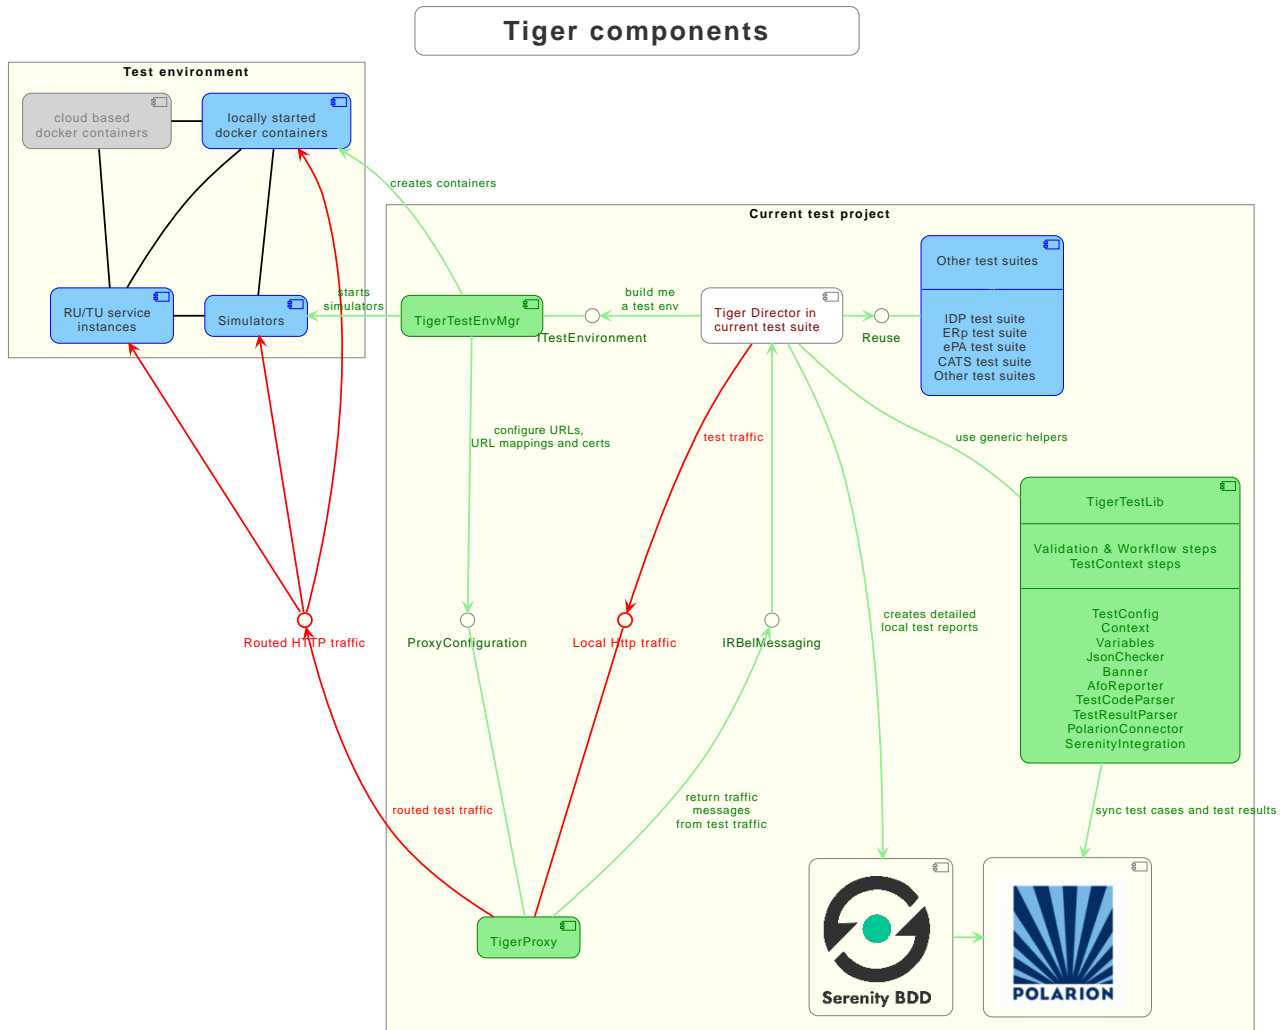 Tiger components
Test environment
cloud based
docker containers
locally started
docker containers
creates containers
Current test project
Other test suites
IDP test suite
ERp test suite
ePA test suite
CATS test suite
Other test suites
RU/TU service
instances
Simulators
starts
simulators
TigerTestEnvMgr
ITestEnvironment
build me
a test env
Tiger Director in
current test suite
Reuse
configure URLs,
URL mappings and certs
test traffic
use generic helpers
TigerTestLib
Validation & Workflow steps
TestContext steps
TestConfig
Context
Variables
JsonChecker
Banner
AfoReporter
TestCodeParser
TestResultParser
PolarionConnector
SerenityIntegration
Routed HTTP traffic
ProxyConfiguration
Local Http traffic
IRBelMessaging
creates detailed
local test reports
routed test traffic
return traffic
messages
from test traffic
sync test cases and test results
TigerProxy
Serenity BDD
POLARION